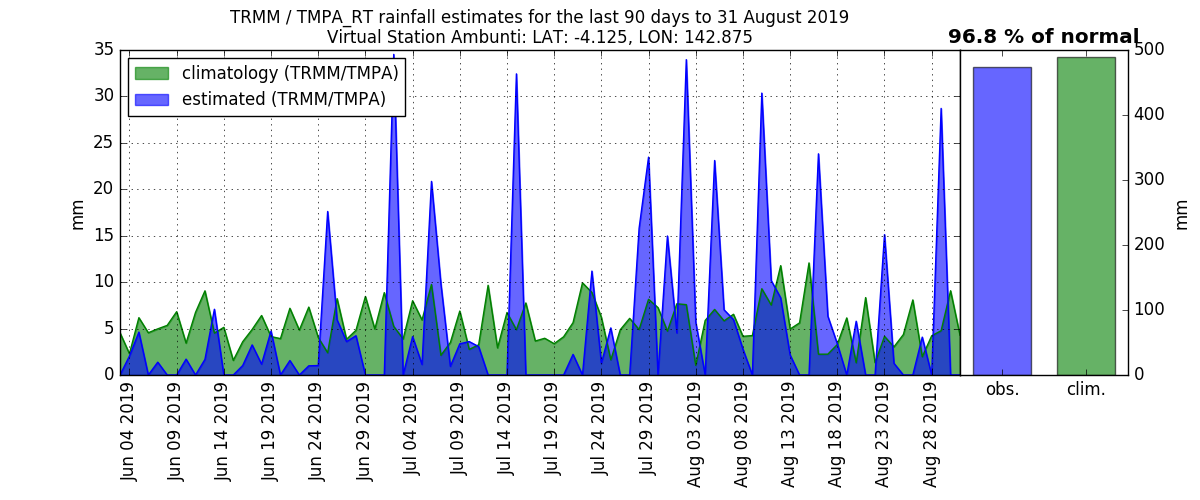 TRMM / TMPA_RT rainfall estimates for the last 90 days to 31 August 2019
Virtual Station Ambunti: LAT: -4.125, LON: 142.875
96.8 % of normal
climatology (TRMM/TMPA)
estimated (TRMM/TMPA)
35
30
25
20
15
10
5
0
mm
Jun 04 2019
Jun 09 2019
Jun 14 2019
Jun 19 2019
Jun 24 2019
Jun 29 2019
Jul 04 2019
Jul 09 2019
Jul 14 2019
Jul 19 2019
Jul 24 2019
Jul 29 2019
Aug 03 2019
Aug 08 2019
Aug 13 2019
Aug 18 2019
Aug 23 2019
Aug 28 2019
obs.
clim.
500
400
300
200
100
0
mm